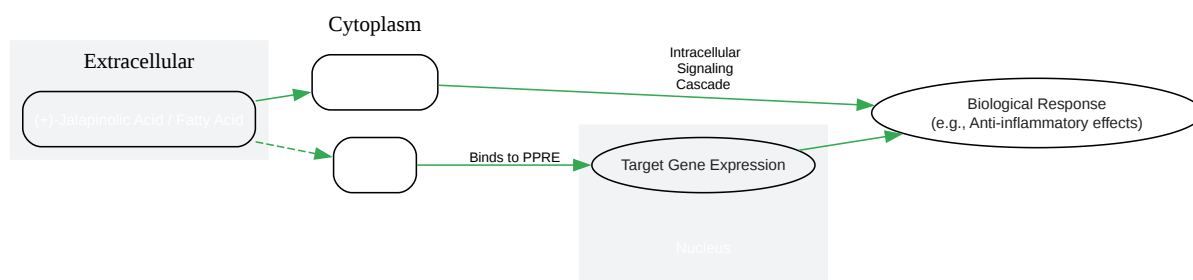 Cytoplasm
Extracellular
(+)-Jalapinolic Acid / Fatty Acid
Intracellular
Signaling
Cascade
Biological Response
(e.g., Anti-inflammatory effects)
Binds to PPRE
Target Gene Expression
Nucleus